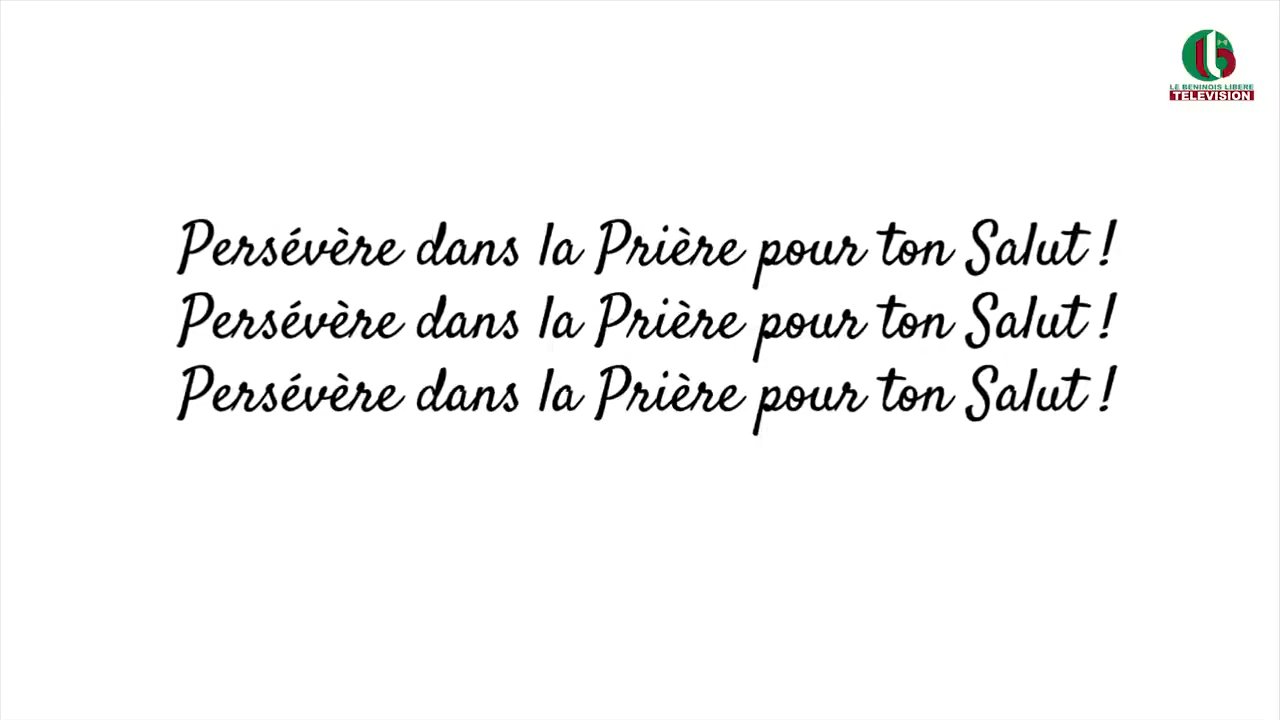 LE BENINOIS LIBERE
TELEVISION
Persévère dans la Prière pour ton Salut !
Persévère dans la Prière pour ton Salut !
Persévère dans la Prière pour ton Salut !